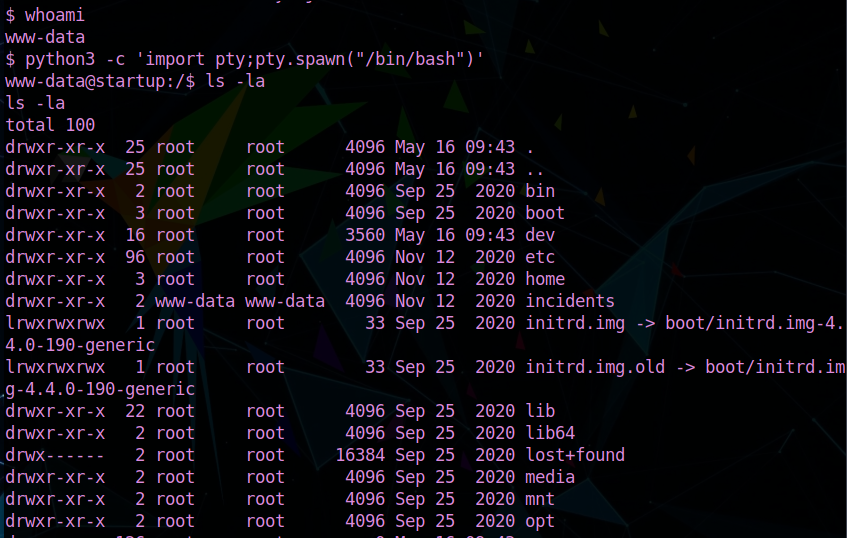 $ whoami
www-data
$ python3 -c 'import pty;pty.spawn("/bin/bash")'
www-data@startup:/$ ls -la
ls -la
total 100
drwxr-xr-x  25 root     root      4096 May 16 09:43 .
drwxr-xr-x  25 root     root      4096 May 16 09:43 ..
drwxr-xr-x   2 root     root      4096 Sep 25  2020 bin
drwxr-xr-x   3 root     root      4096 Sep 25  2020 boot
drwxr-xr-x  16 root     root      3560 May 16 09:43 dev
drwxr-xr-x  96 root     root      4096 Nov 12  2020 etc
drwxr-xr-x   3 root     root      4096 Nov 12  2020 home
drwxr-xr-x   2 www-data www-data  4096 Nov 12  2020 incidents
lrwxrwxrwx   1 root     root        33 Sep 25  2020 initrd.img -> boot/initrd.img-4.
4.0-190-generic
lrwxrwxrwx   1 root     root        33 Sep 25  2020 initrd.img.old -> boot/initrd.im
g-4.4.0-190-generic
drwxr-xr-x  22 root     root      4096 Sep 25  2020 lib
drwxr-xr-x   2 root     root      4096 Sep 25  2020 lib64
drwx------   2 root     root     16384 Sep 25  2020 lost+found
drwxr-xr-x   2 root     root      4096 Sep 25  2020 media
drwxr-xr-x   2 root     root      4096 Sep 25  2020 mnt
drwxr-xr-x   2 root     root      4096 Sep 25  2020 opt